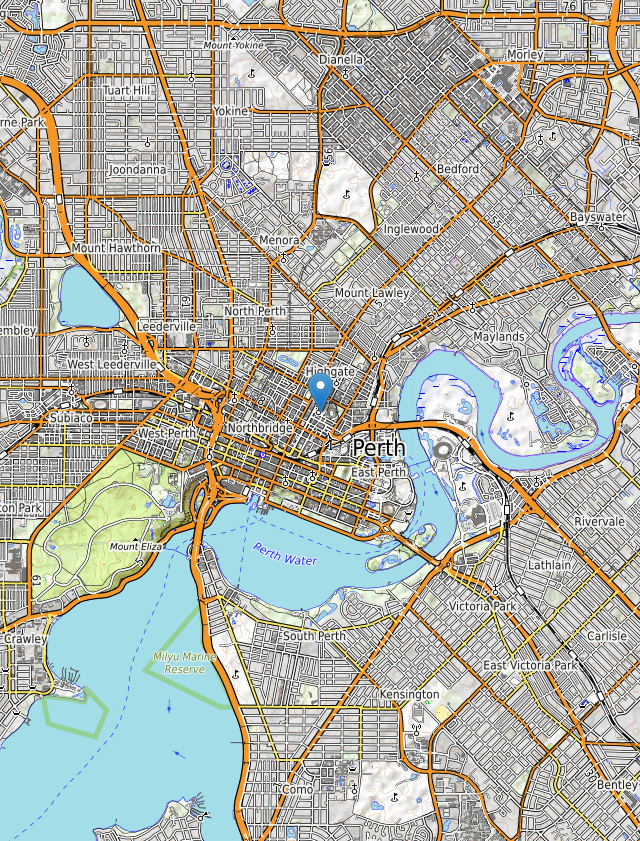 76
Mount Yokine
Dianella
Morley
Tuart Hill
Yokine
rne Park
56
Joondanna
Bedford
Bayswater
Inglewood
Menora
Mount Hawthorn
Mount Lawley
61
North Perth
Leederville
embley
Maylands
West Leederville
Highgate
Subiaco
Northbridge
West Perth
Perth
East Perth
ton Park
Rivervale
Mount Eliza
Perth Water
Lathlain
61
Victoria Park
Crawley
South Perth
Carlisle
Milyu Marine
Reserve
East Victoria Park
Kensington
Como
Bentley